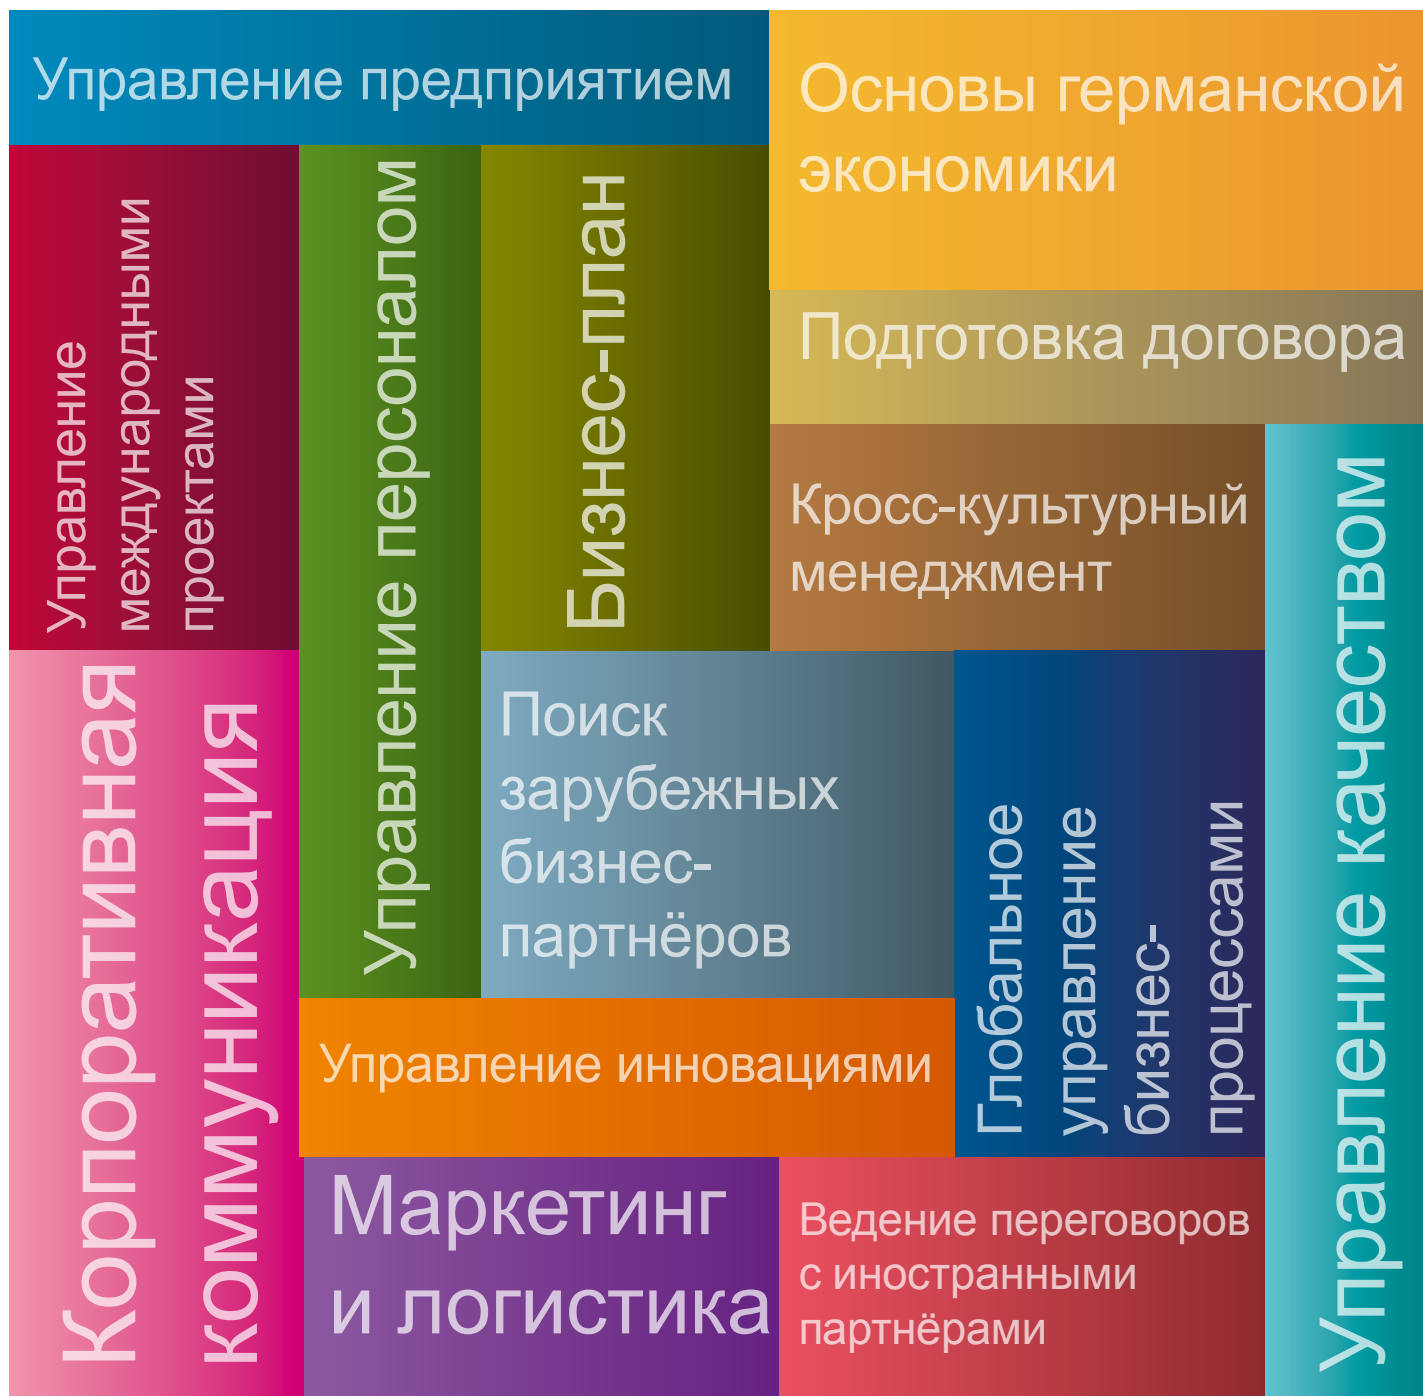 Управление предприятием
Основы германской
экономики
Управление
международными
проектами
Управление персоналом
Бизнес-план
Подготовка договора
Кросс-культурный
менеджмент
Управление качеством
Корпоративная
коммуникация
Поиск
зарубежных
бизнес-
партнёров
Глобальное
управление
бизнес-
процессами
Управление инновациями
Маркетинг
и логистика
Ведение переговоров
с иностранными
партнёрами